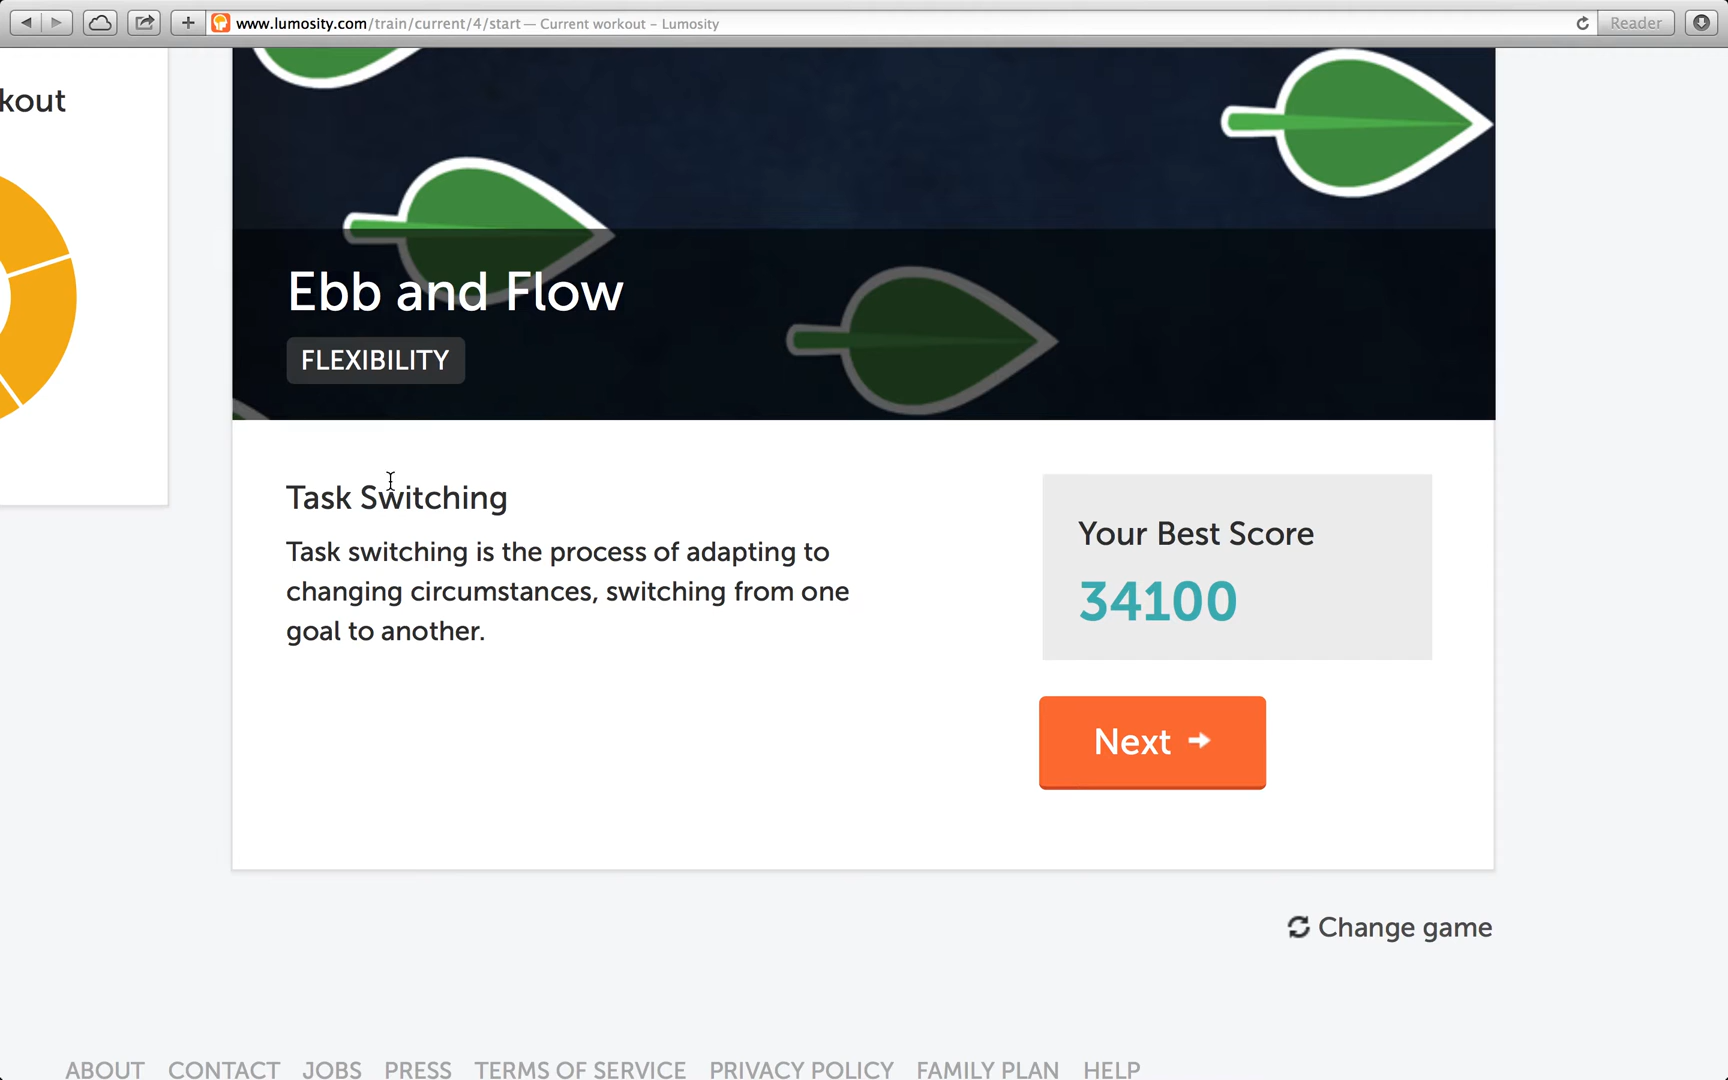 www.lumosity.com/train/current/4/start — Current workout – Lumosity
Reader
kout
Ebb and Flow
FLEXIBILITY
Task Switching
Task switching is the process of adapting to
changing circumstances, switching from one
goal to another.
Your Best Score
34100
Next
Change game
ABOUT CONTACT JOBS PRESS TERMS OF SERVICE PRIVACY POLICY FAMILY PLAN HELP